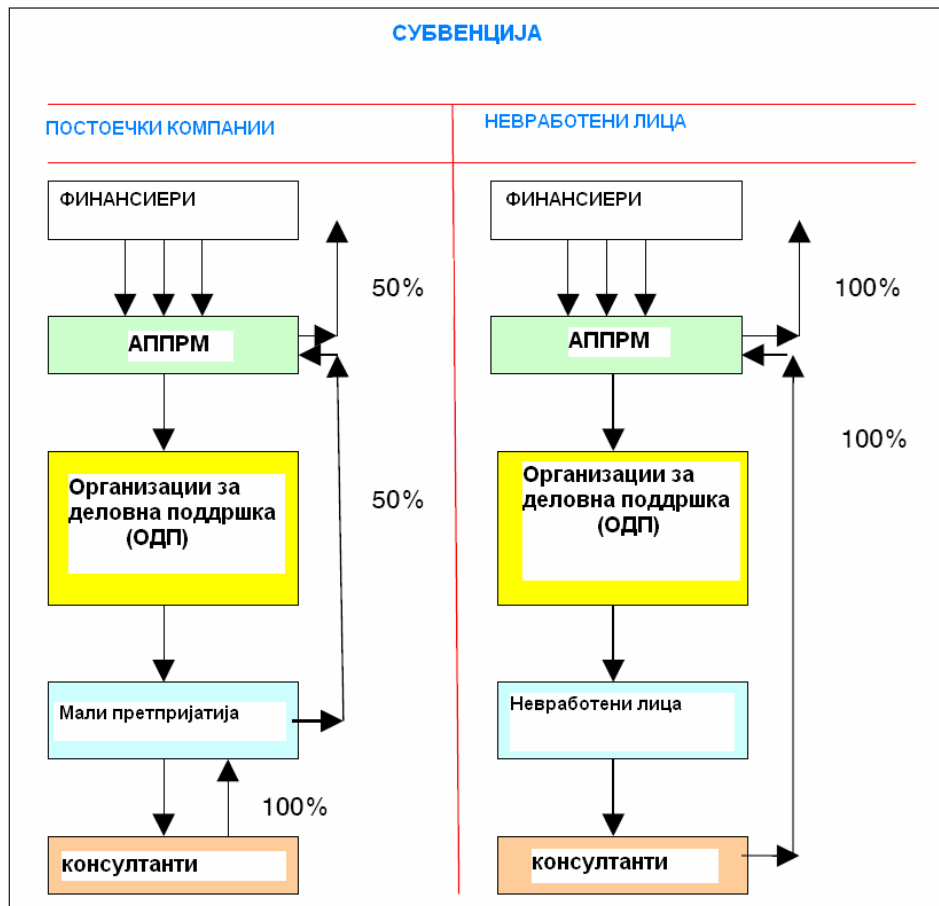 СУБВЕНЦИЈА
ПОСТОЕЧКИ КОМПАНИИ
ФИНАНСИЕРИ
50%
АППРМ
Организации за
деловна поддршка
(ОДП)
50%
Мали претпријатија
100%
консултанти
НЕВРАБОТЕНИ ЛИЦА
ФИНАНСИЕРИ
100%
АППРМ
100%
Организации за
деловна поддршка
(ОДП)
Невработени лица
консултанти